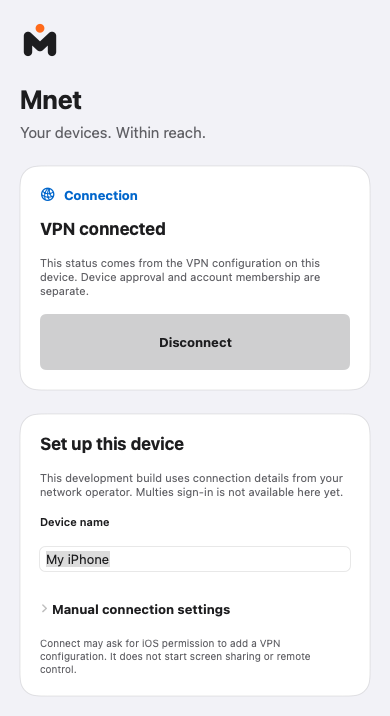 Mnet
Your devices. Within reach.
Connection
VPN connected
This status comes from the VPN configuration on this
device. Device approval and account membership are
separate.
Disconnect
Set up this device
This development build uses connection details from your
network operator. Multies sign-in is not available here yet.
Device name
My iPhone
Manual connection settings
Connect may ask for iOS permission to add a VPN
configuration. It does not start screen sharing or remote
control.